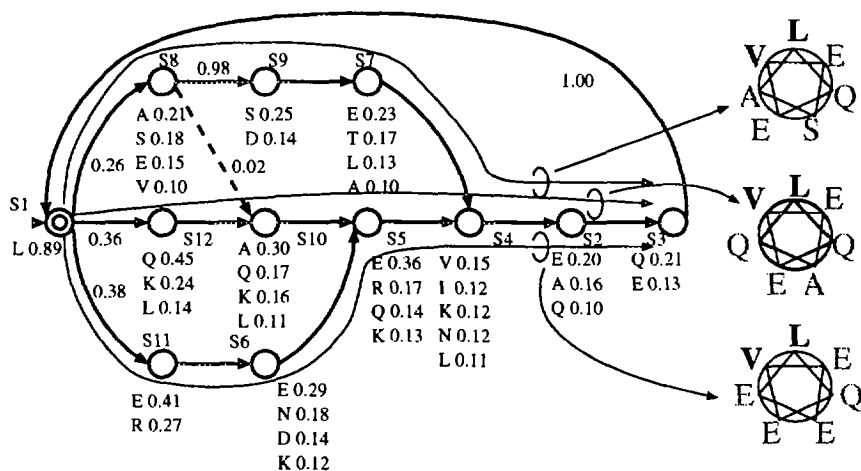 S8 0.98 S9 S7
1.00
A 0.21
S 0.18
E 0.15
V 0.10
S 0.25
D 0.14
E 0.23
T 0.17
L 0.13
A 0.10
0.26
0.02
S1
L 0.89
0.36
S12
S10
S5
S4
S2
S3
Q 0.45
K 0.24
L 0.14
A 0.30
Q 0.17
K 0.16
L 0.11
E 0.36
R 0.17
Q 0.14
K 0.13
V 0.15
I 0.12
K 0.12
N 0.12
L 0.11
E 0.20
A 0.16
Q 0.10
Q 0.21
E 0.13
0.38
S11
S6
E 0.41
R 0.27
E 0.29
N 0.18
D 0.14
K 0.12
L
V E
A Q
E S
L
V E
Q Q
E A
L
V E
E Q
E E